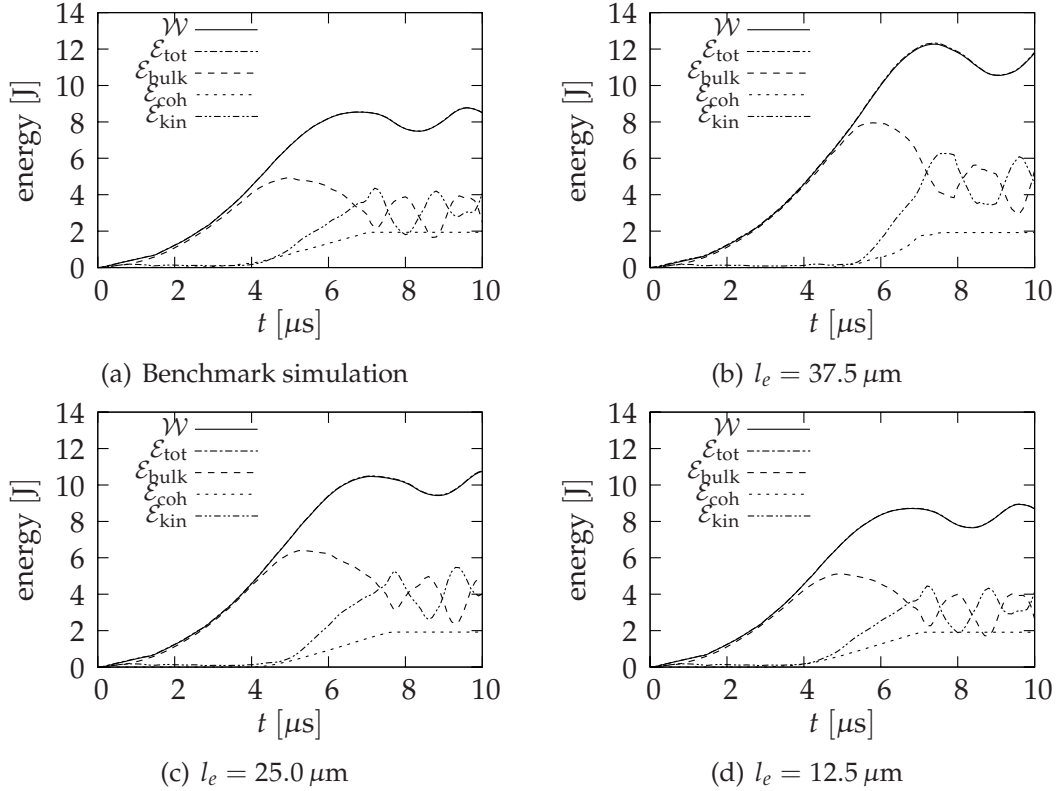 energy [J]
14
12
10
8
6
4
2
0
𝒲
ℰtot
ℰbulk
ℰcoh
ℰkin
0 2 4 6 8 10
t [μs]
(a) Benchmark simulation
energy [J]
14
12
10
8
6
4
2
0
𝒲
ℰtot
ℰbulk
ℰcoh
ℰkin
0 2 4 6 8 10
t [μs]
(b) lₑ = 37.5 μm
energy [J]
14
12
10
8
6
4
2
0
𝒲
ℰtot
ℰbulk
ℰcoh
ℰkin
0 2 4 6 8 10
t [μs]
(c) lₑ = 25.0 μm
energy [J]
14
12
10
8
6
4
2
0
𝒲
ℰtot
ℰbulk
ℰcoh
ℰkin
0 2 4 6 8 10
t [μs]
(d) lₑ = 12.5 μm